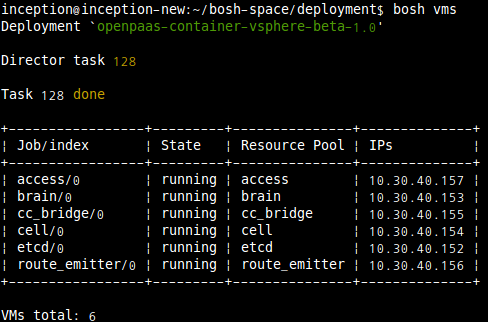 inception@inception-new:~/bosh-space/deployment$ bosh vms
Deployment `openpaas-container-vsphere-beta-1.0'
Director task 128
Task 128 done
+-----------------+---------+---------------+--------------+
| Job/index | State | Resource Pool | IPs |
+-----------------+---------+---------------+--------------+
| access/0 | running | access | 10.30.40.157 |
| brain/0 | running | brain | 10.30.40.153 |
| cc_bridge/0 | running | cc_bridge | 10.30.40.155 |
| cell/0 | running | cell | 10.30.40.154 |
| etcd/0 | running | etcd | 10.30.40.152 |
| route_emitter/0 | running | route_emitter | 10.30.40.156 |
+-----------------+---------+---------------+--------------+
VMs total: 6